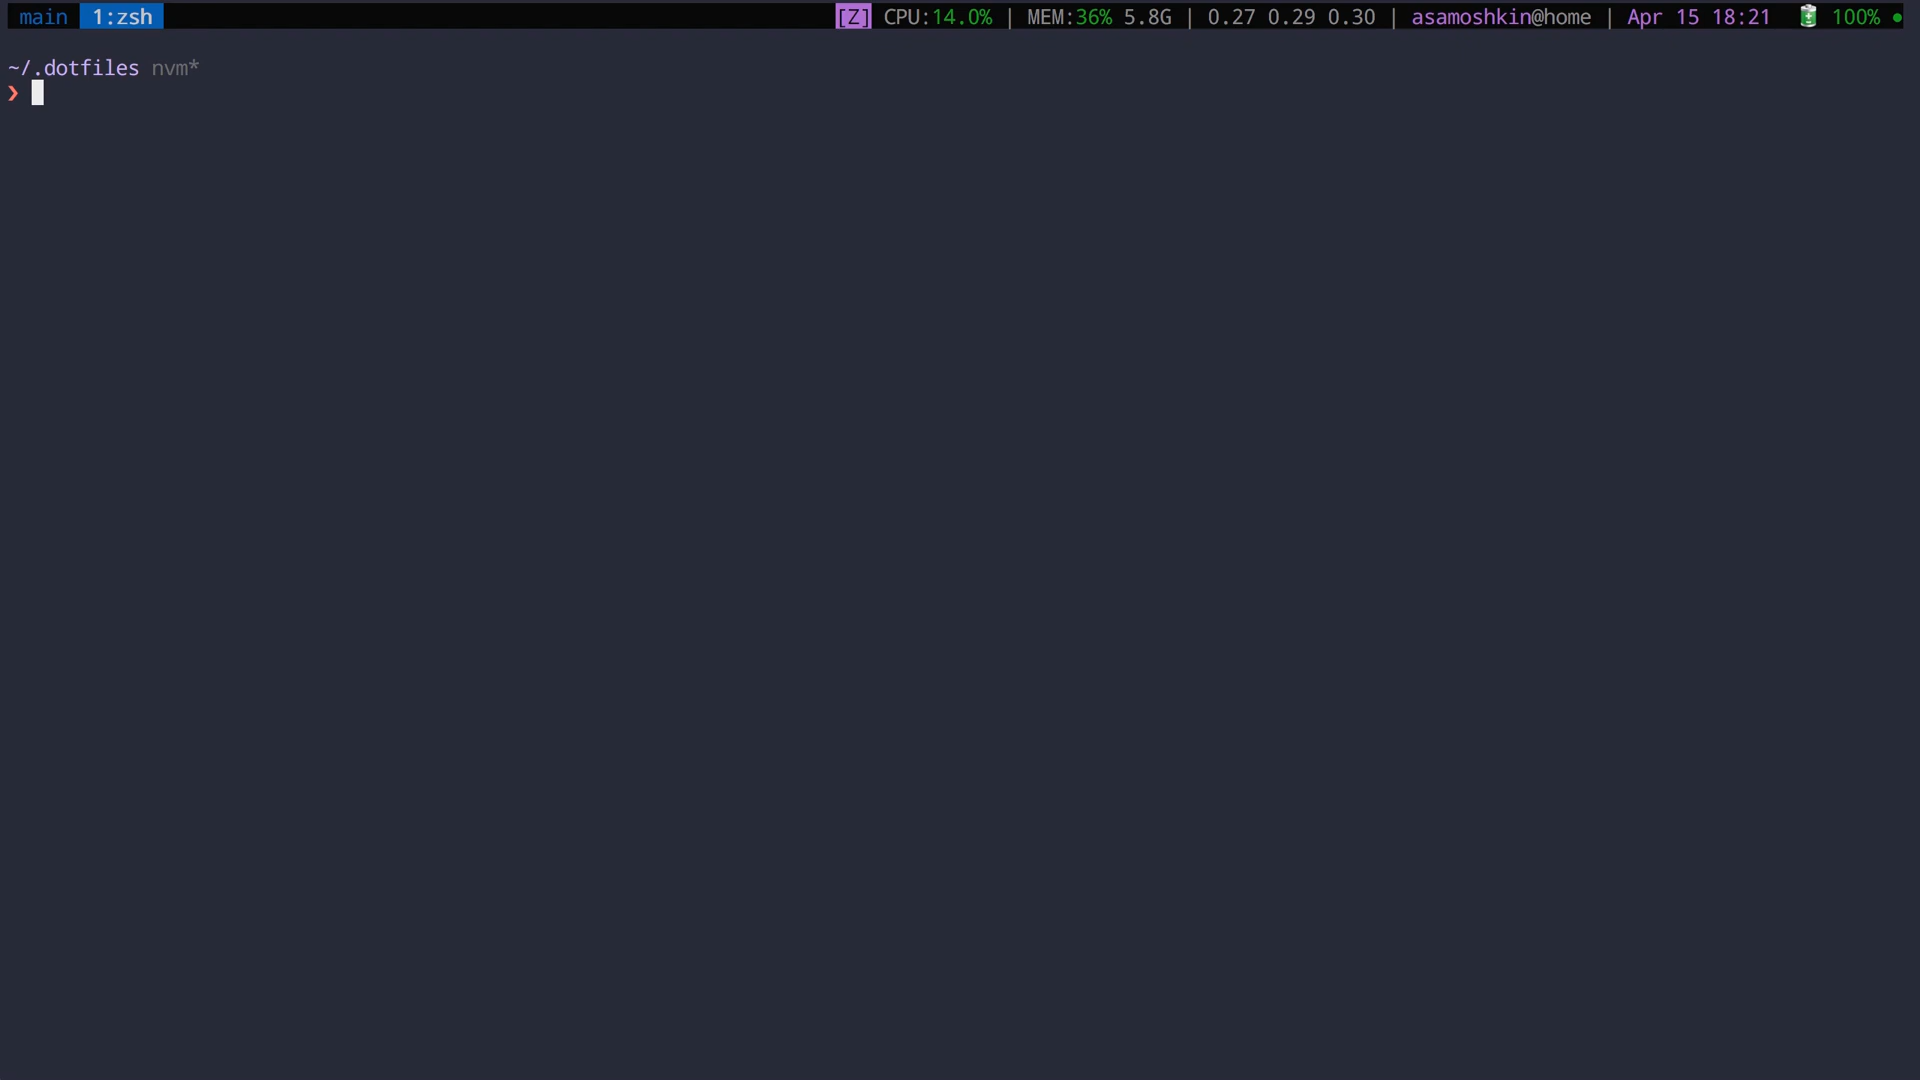 main 1:zsh [Z] CPU:14.0% | MEM:36% 5.8G | 0.27 0.29 0.30 | asamoshkin@home | Apr 15 18:21 🔋 100% ●
~/.dotfiles nvm*
❯